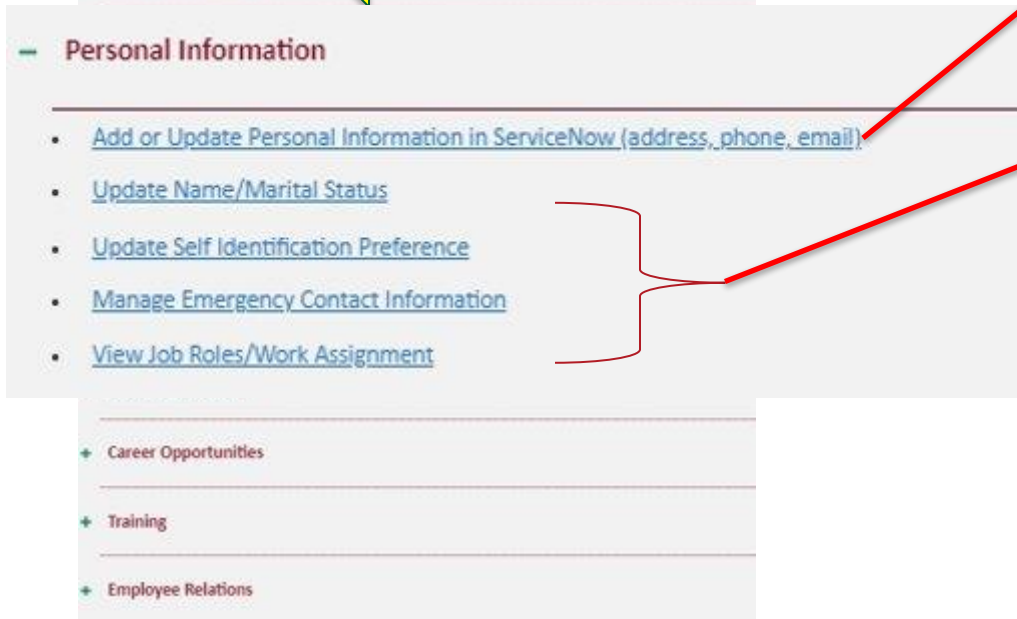 Personal Information
Add or Update Personal Information in ServiceNow (address, phone, email)
Update Name/Marital Status
Update Self Identification Preference
Manage Emergency Contact Information
View Job Roles/Work Assignment
Career Opportunities
Training
Employee Relations